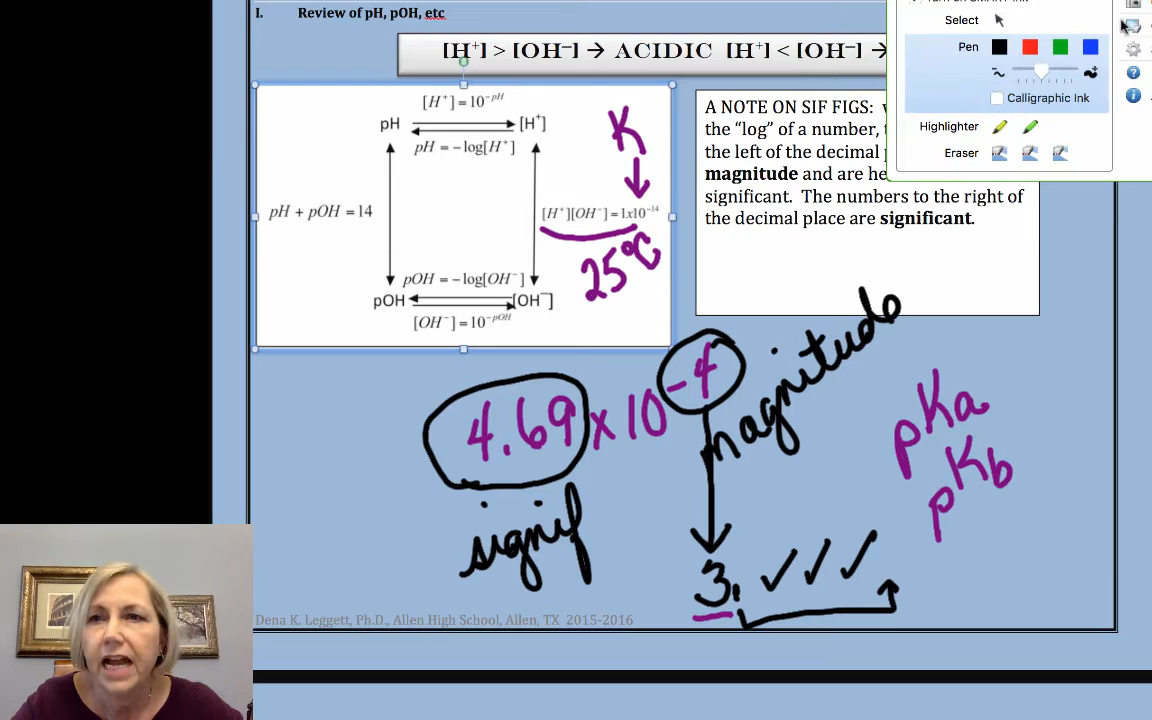 I. Review of pH, pOH, etc
[H⁺] > [OH⁻] → ACIDIC [H⁺] < [OH⁻] →
[H⁺] = 10⁻ᵖᴴ
pH [H⁺]
pH = −log[H⁺]
pH + pOH = 14
[H⁺][OH⁻] = 1x10⁻¹⁴
pOH = −log[OH⁻]
pOH [OH⁻]
[OH⁻] = 10⁻ᵖᴼᴴ
K
25°C
A NOTE ON SIF FIGS:
the "log" of a number,
the left of the decimal
magnitude and are he
significant. The numbers to the right of
the decimal place are significant.
Select
Pen
Calligraphic Ink
Highlighter
Eraser
4.69 x 10⁻⁴
signif
magnitude
3.
pKa
pKb
Dena K. Leggett, Ph.D., Allen High School, Allen, TX 2015-2016